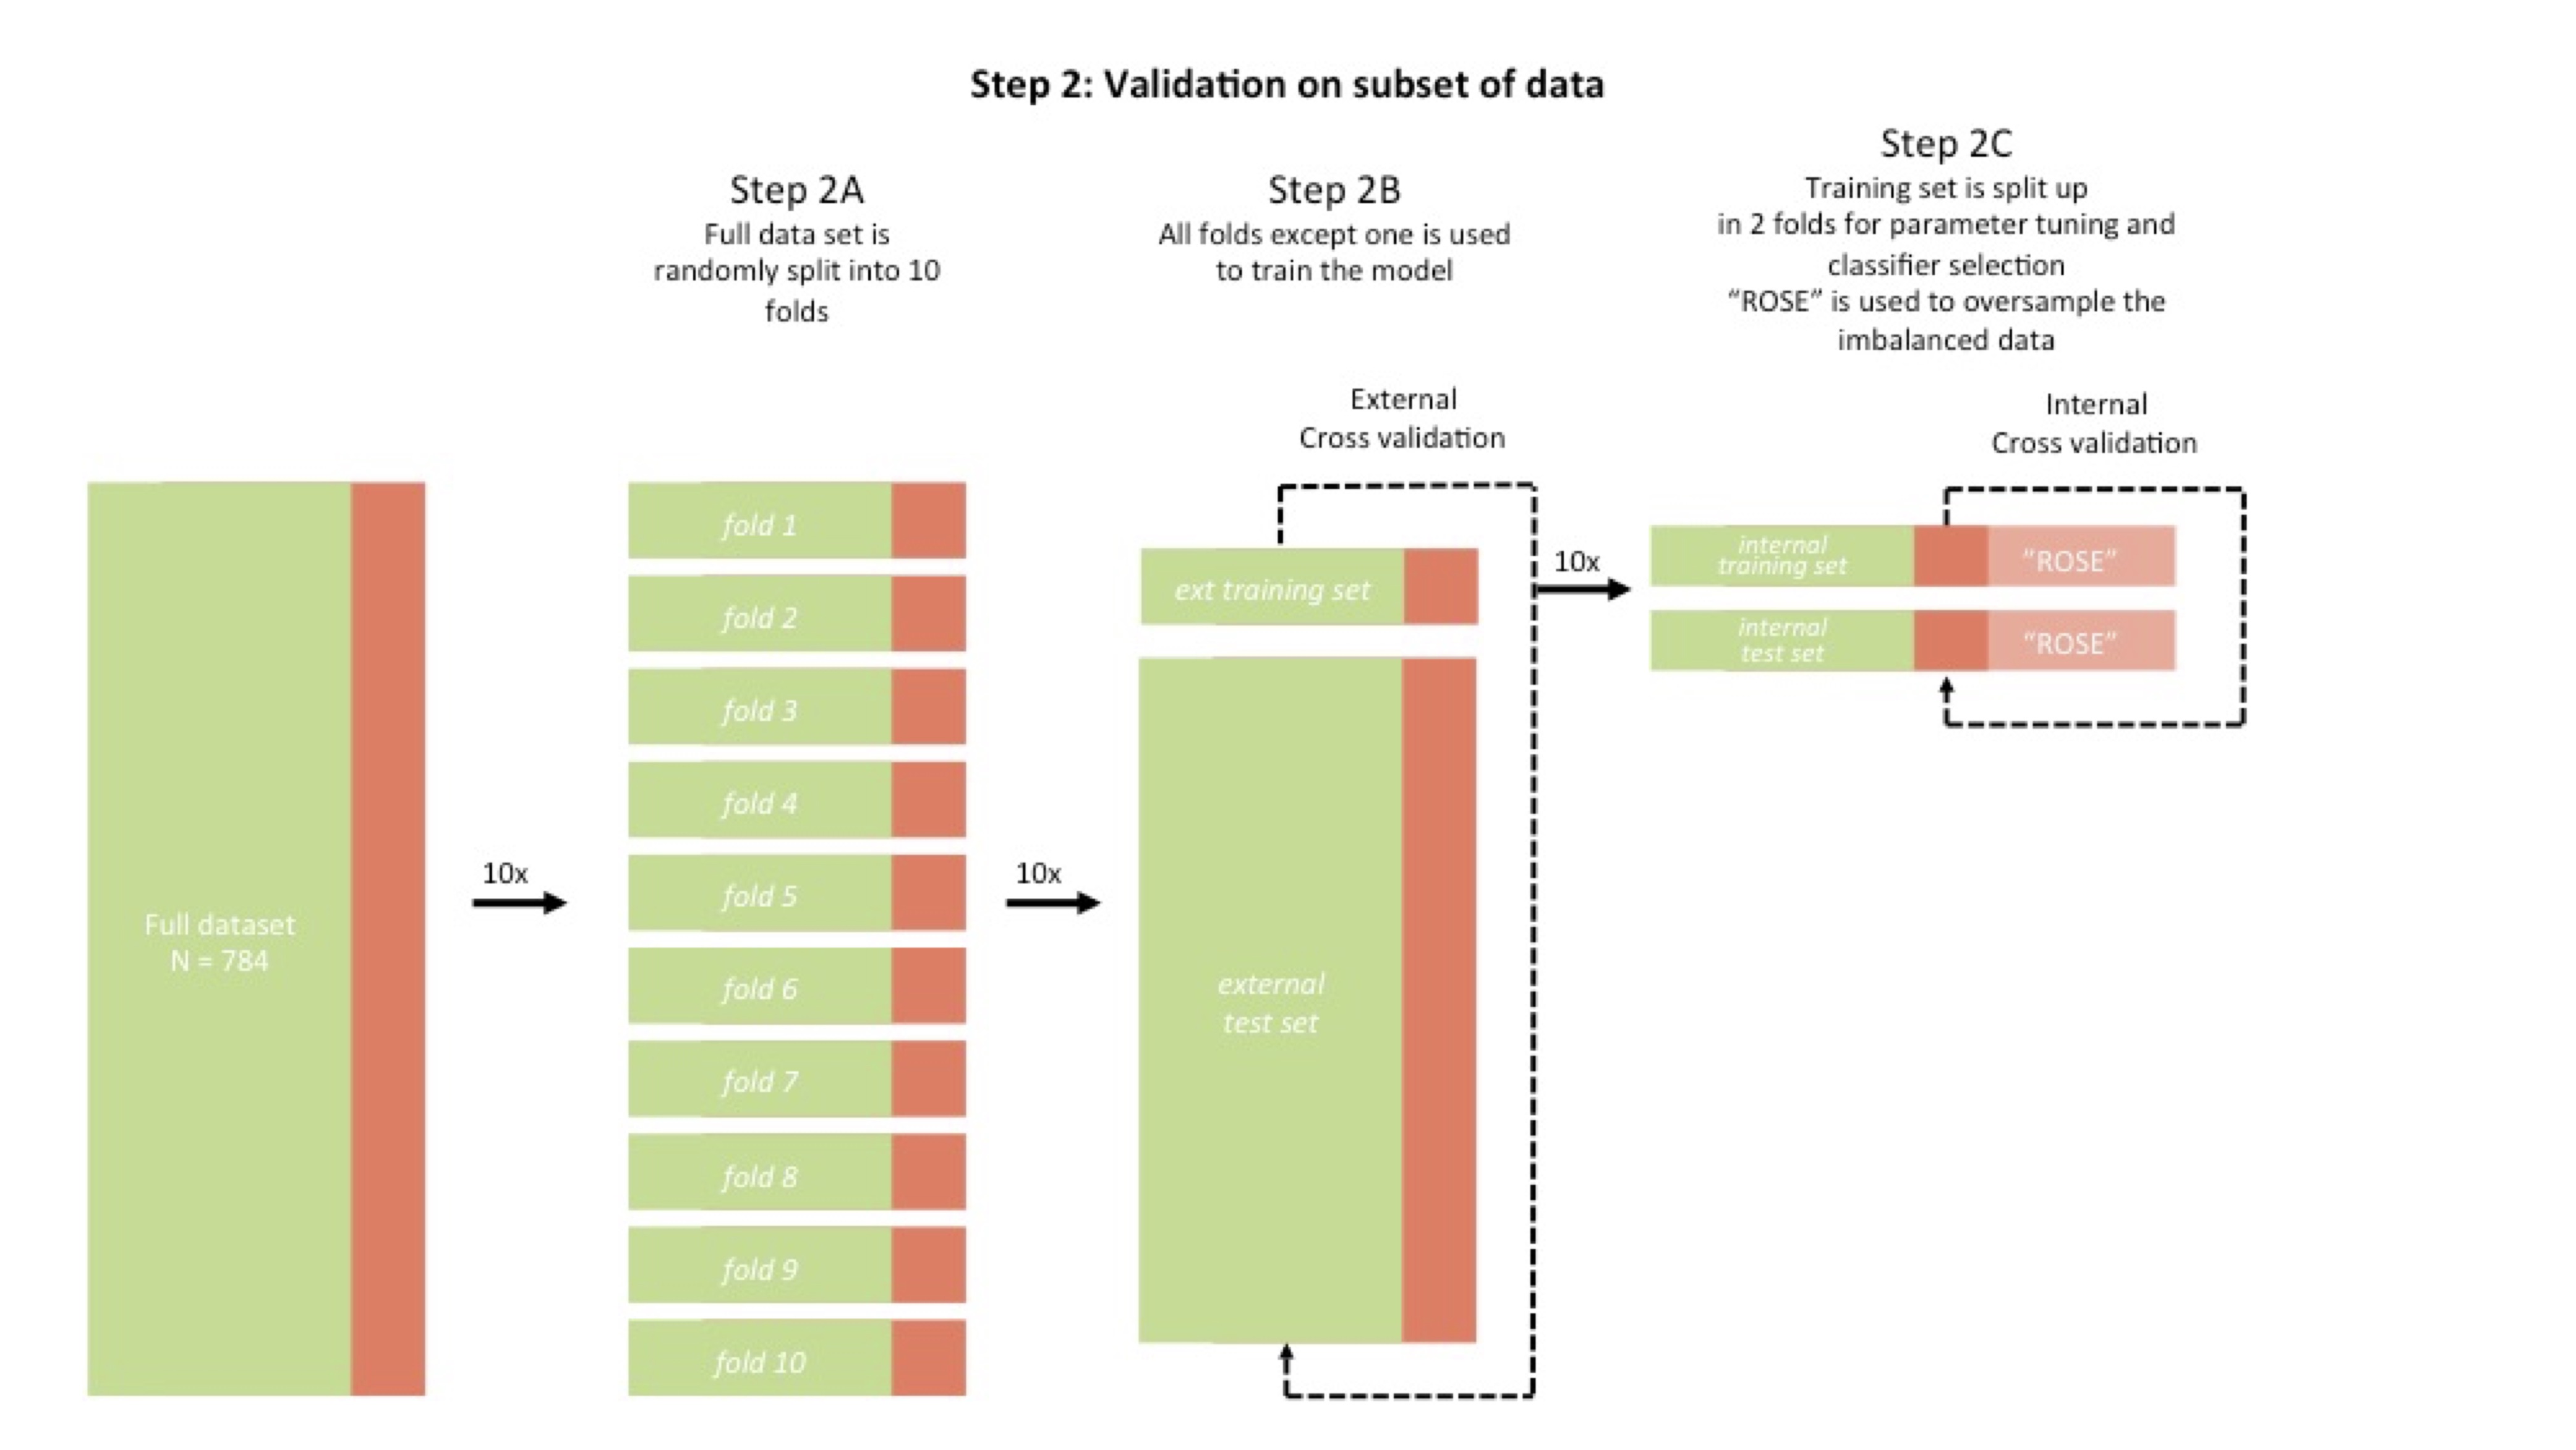 Step 2: Validation on subset of data
Step 2A
Full data set is
randomly split into 10
folds
Step 2B
All folds except one is used
to train the model
Step 2C
Training set is split up
in 2 folds for parameter tuning and
classifier selection
“ROSE” is used to oversample the
imbalanced data
External
Cross validation
Internal
Cross validation
Full dataset
N = 784
10x
fold 1
fold 2
fold 3
fold 4
fold 5
fold 6
fold 7
fold 8
fold 9
fold 10
10x
ext training set
external
test set
10x
internal
training set
“ROSE”
internal
test set
“ROSE”